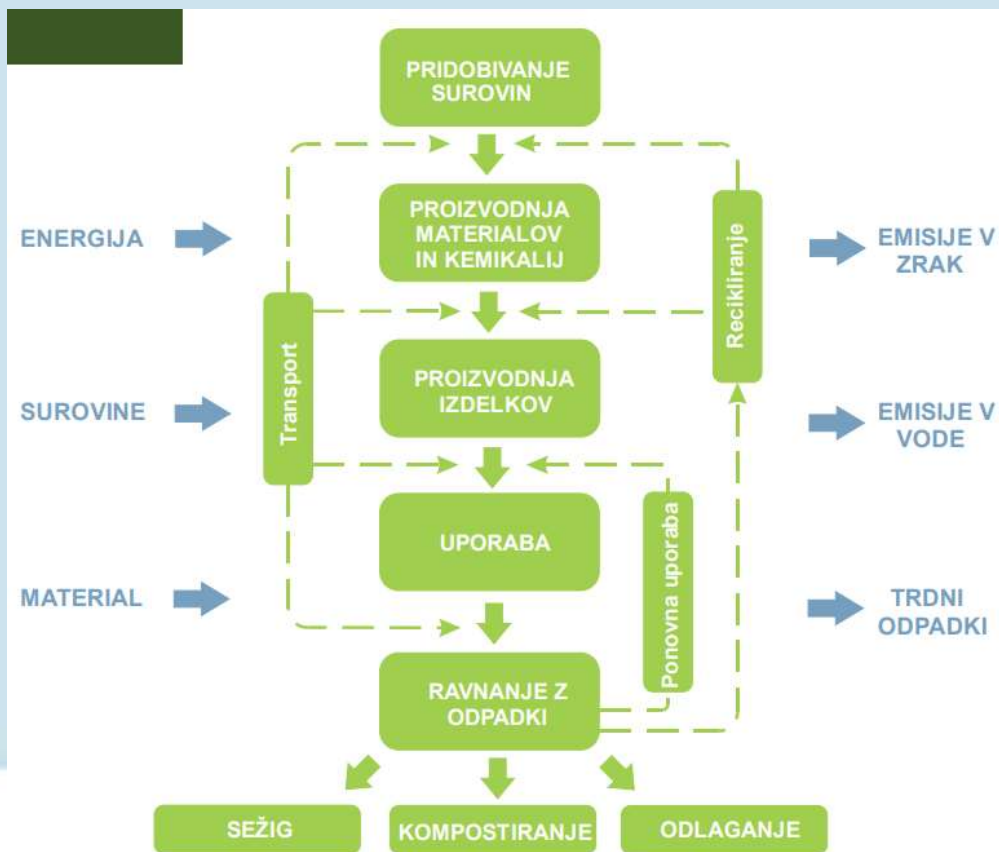 PRIDOBIVANJE
SUROVIN
ENERGIJA
PROIZVODNJA
MATERIALOV
IN KEMIKALIJ
Recikliranje
EMISIJE V
ZRAK
Transport
SUROVINE
PROIZVODNJA
IZDELKOV
EMISIJE V
VODE
MATERIAL
UPORABA
Ponovna uporaba
TRDNI
ODPADKI
RAVNANJE Z
ODPADKI
SEŽIG
KOMPOSTIRANJE
ODLAGANJE